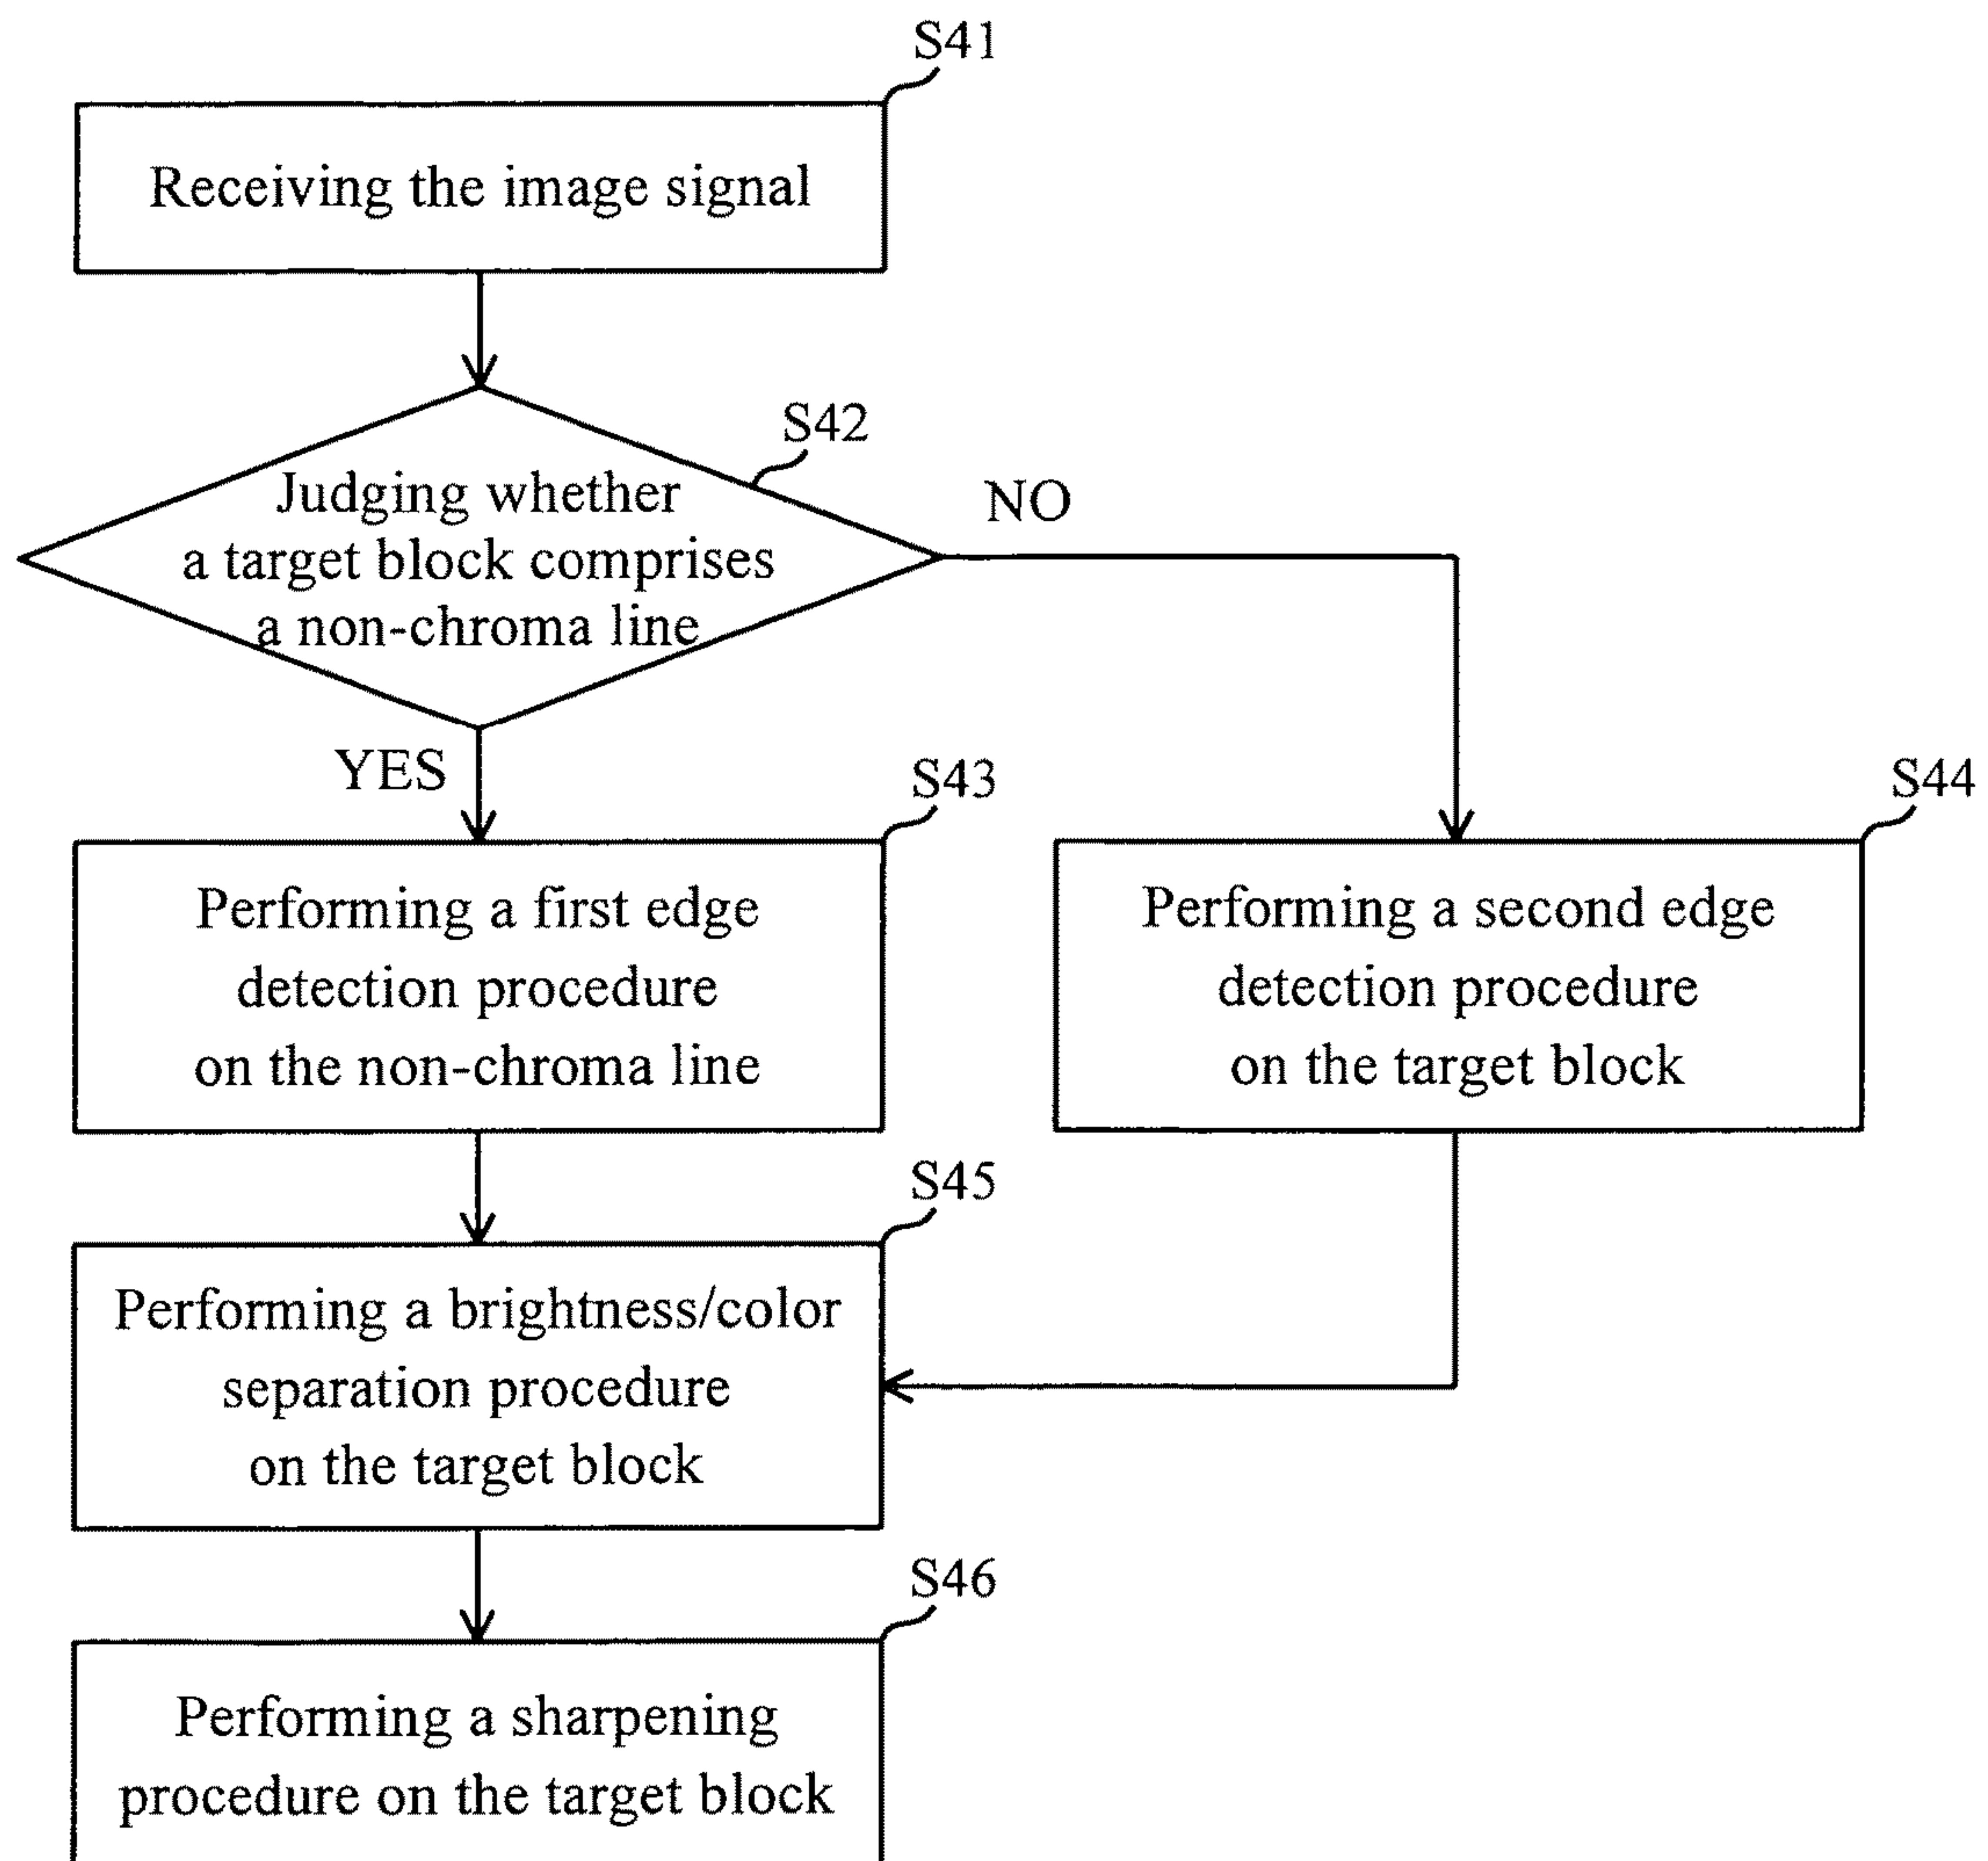 S41
Receiving the image signal
S42
Judging whether
a target block comprises
a non-chroma line
NO
YES
S43
Performing a first edge
detection procedure
on the non-chroma line
S44
Performing a second edge
detection procedure
on the target block
S45
Performing a brightness/color
separation procedure
on the target block
S46
Performing a sharpening
procedure on the target block